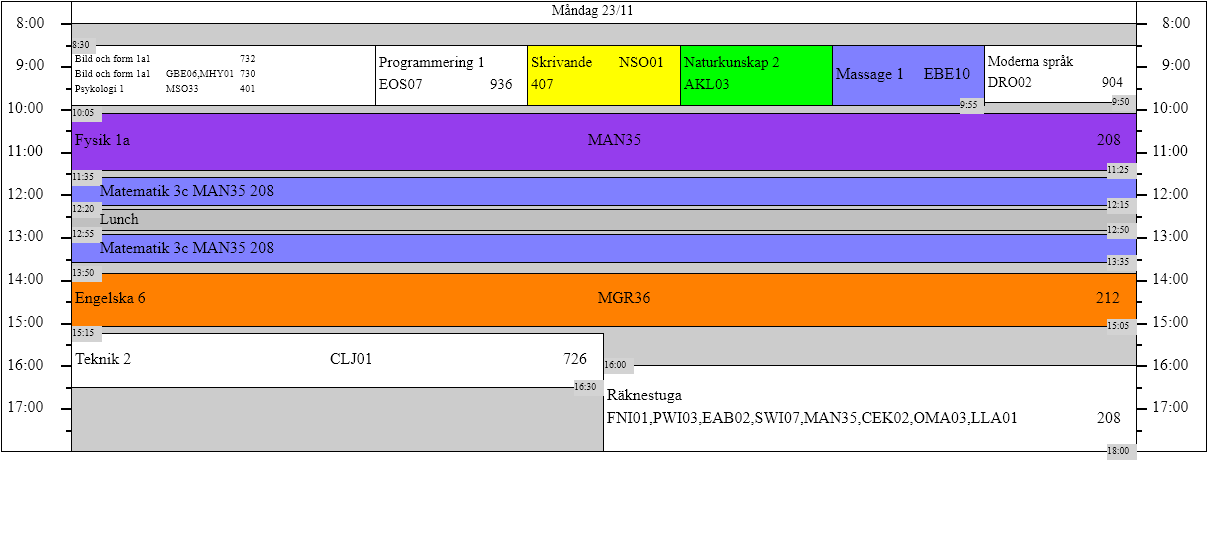 Måndag 23/11
8:00 8:00
8:30
Bild och form 1a1 732
Bild och form 1a1 GBE06,MHY01 730
Psykologi 1 MSO33 401
Programmering 1
EOS07 936
Skrivande NSO01
407
Naturkunskap 2
AKL03
Massage 1 EBE10
Moderna språk
DRO02 904
9:00 9:00
9:55
9:50
10:00 10:00
10:05
Fysik 1a MAN35 208
11:00 11:00
11:25
11:35
Matematik 3c MAN35 208
12:00 12:00
12:15
12:20
Lunch
12:50
12:55
13:00 13:00
Matematik 3c MAN35 208
13:35
13:50
14:00 14:00
Engelska 6 MGR36 212
15:00 15:00
15:05
15:15
Teknik 2 CLJ01 726
16:00 16:00
16:00
16:30
Räknestuga
FNI01,PWI03,EAB02,SWI07,MAN35,CEK02,OMA03,LLA01 208
17:00 17:00
18:00